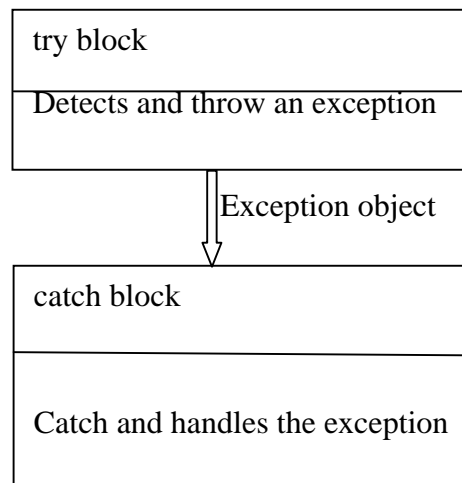 try block
Detects and throw an exception
Exception object
catch block
Catch and handles the exception